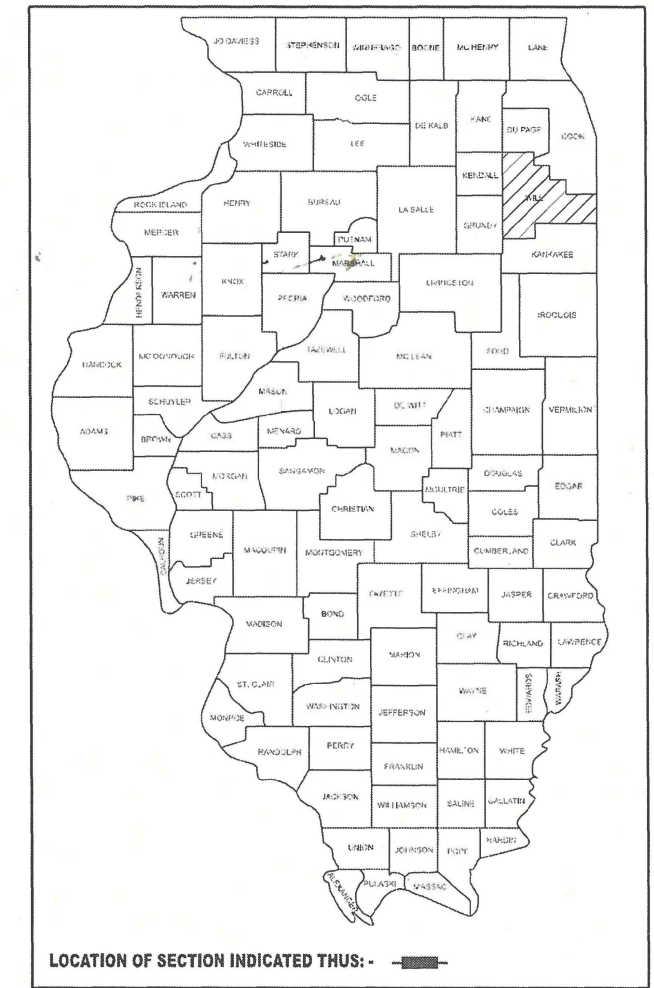 JO DAVIESS STEPHENSON WINNEBAGO BOONE MC HENRY LAKE
CARROLL OGLE DE KALB KANE DU PAGE COOK
WHITESIDE LEE KENDALL WILL
ROCK ISLAND HENRY BUREAU LA SALLE GRUNDY
MERCER PUTNAM KANKAKEE
STARK MARSHALL
HENDERSON WARREN KNOX PEORIA WOODFORD LIVINGSTON IROQUOIS
HANCOCK MC DONOUGH FULTON TAZEWELL MC LEAN FORD
SCHUYLER MASON LOGAN DE WITT CHAMPAIGN VERMILION
ADAMS BROWN CASS MENARD MACON PIATT
PIKE SCOTT MORGAN SANGAMON CHRISTIAN MOULTRIE DOUGLAS EDGAR
COLES
CALHOUN GREENE MACOUPIN MONTGOMERY SHELBY CUMBERLAND CLARK
JERSEY
MADISON BOND FAYETTE EFFINGHAM JASPER CRAWFORD
CLINTON MARION CLAY RICHLAND LAWRENCE
ST. CLAIR WASHINGTON JEFFERSON WAYNE EDWARDS WABASH
MONROE
RANDOLPH PERRY FRANKLIN HAMILTON WHITE
JACKSON WILLIAMSON SALINE GALLATIN
UNION JOHNSON POPE HARDIN
ALEXANDER PULASKI MASSAC
LOCATION OF SECTION INDICATED THUS: -